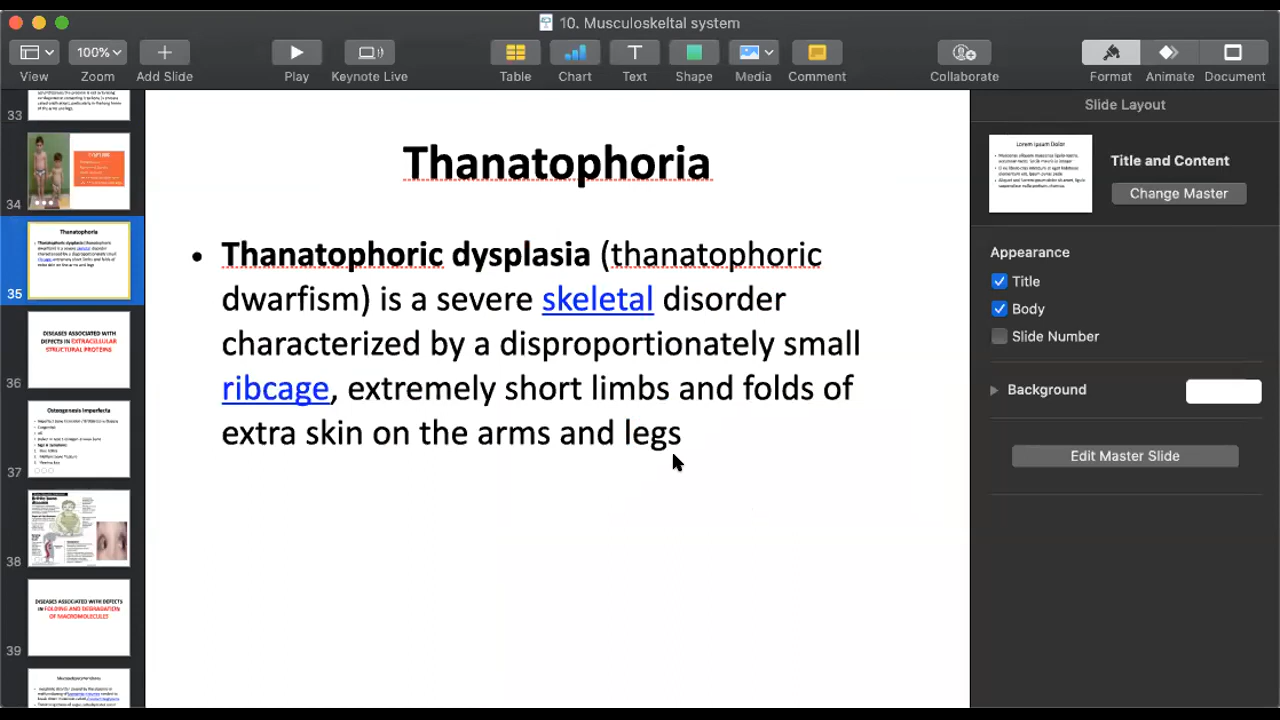 10. Musculoskeltal system
100%
View
Zoom
Add Slide
Play
Keynote Live
Table
Chart
Text
Shape
Media
Comment
Collaborate
Format
Animate
Document
33
34
35
Thanatophoria
36
DISEASES ASSOCIATED WITH
DEFECTS IN EXTRACELLULAR
STRUCTURAL PROTEINS
37
Osteogenesis Imperfecta
38
39
DISEASES ASSOCIATED WITH DEFECTS
IN FOLDING AND DEGRADATION
OF MACROMOLECULES
Thanatophoria
• Thanatophoric dysplasia (thanatophoric
dwarfism) is a severe skeletal disorder
characterized by a disproportionately small
ribcage, extremely short limbs and folds of
extra skin on the arms and legs
Slide Layout
Lorem Ipsum Dolor
Title and Content
Change Master
Appearance
Title
Body
Slide Number
Background
Edit Master Slide